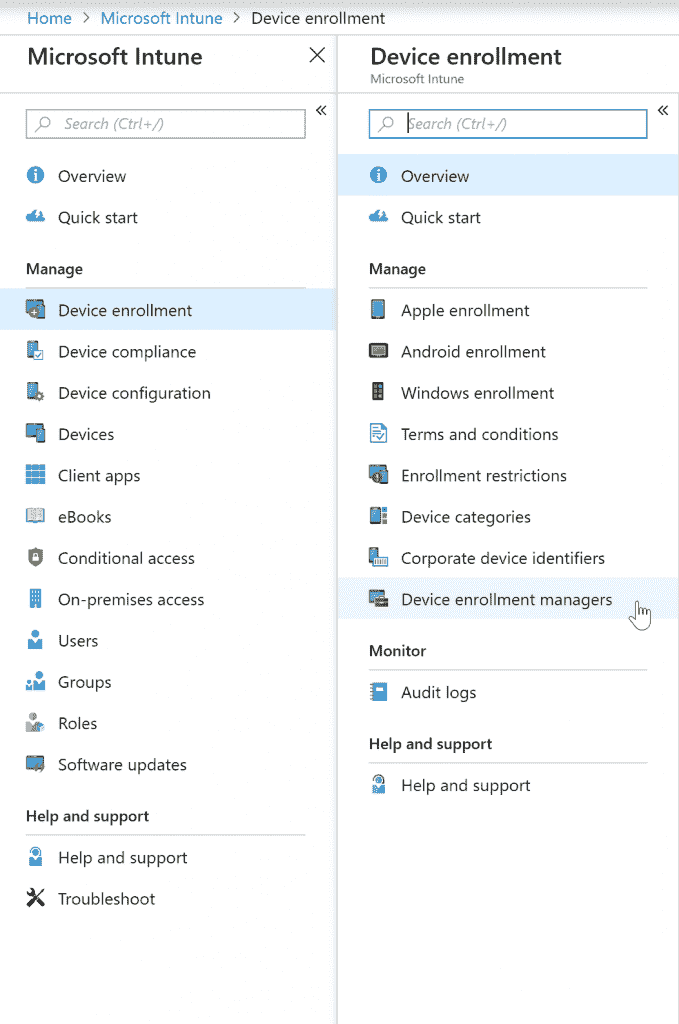 Home > Microsoft Intune > Device enrollment
Microsoft Intune
Search (Ctrl+/)
Overview
Quick start
Manage
Device enrollment
Device compliance
Device configuration
Devices
Client apps
eBooks
Conditional access
On-premises access
Users
Groups
Roles
Software updates
Help and support
Help and support
Troubleshoot
Device enrollment
Microsoft Intune
Search (Ctrl+/)
Overview
Quick start
Manage
Apple enrollment
Android enrollment
Windows enrollment
Terms and conditions
Enrollment restrictions
Device categories
Corporate device identifiers
Device enrollment managers
Monitor
Audit logs
Help and support
Help and support